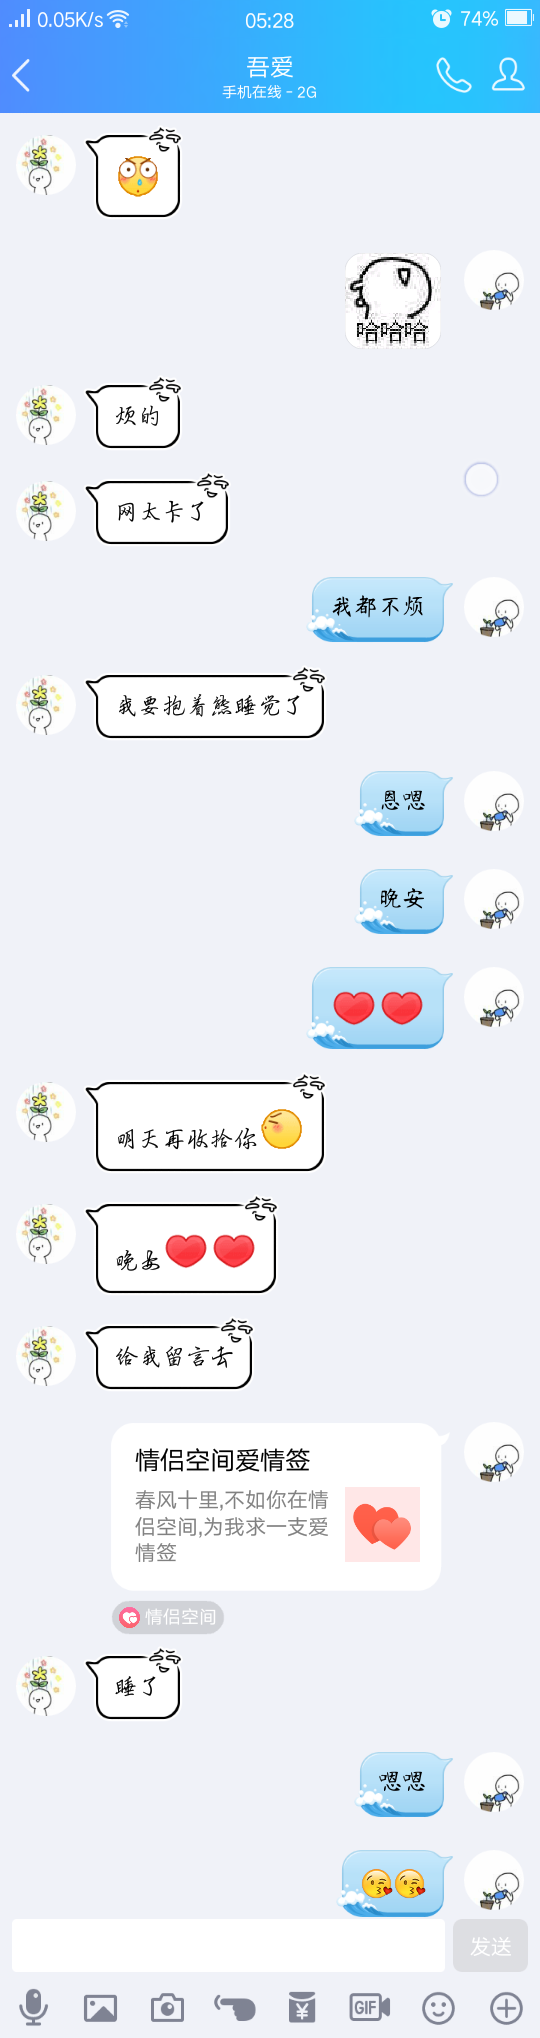 0.05K/s
05:28
74%
吾爱
手机在线 - 2G
哈哈哈
烦的
网太卡了
我都不烦
我要抱着熊睡觉了
恩嗯
晚安
明天再收拾你
晚安
给我留言去
情侣空间爱情签
春风十里,不如你在情
侣空间,为我求一支爱
情签
情侣空间
睡了
嗯嗯
发送
GIF